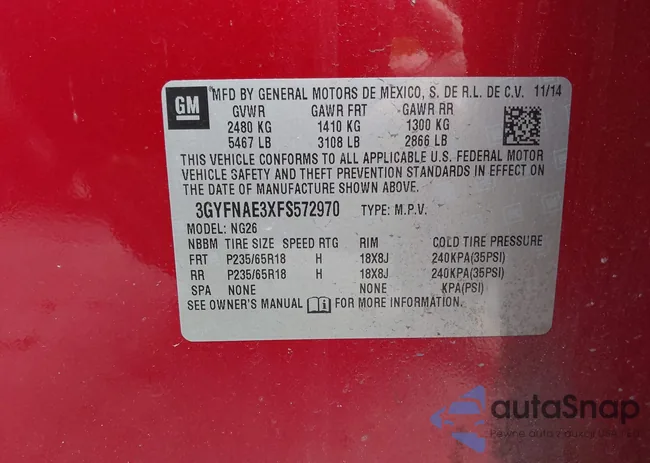 GM
MFD BY GENERAL MOTORS DE MEXICO, S. DE R.L. DE C.V. 11/14
GVWR GAWR FRT GAWR RR
2480 KG 1410 KG 1300 KG
5467 LB 3108 LB 2866 LB
THIS VEHICLE CONFORMS TO ALL APPLICABLE U.S. FEDERAL MOTOR
VEHICLE SAFETY AND THEFT PREVENTION STANDARDS IN EFFECT ON
THE DATE OF MANUFACTURE SHOWN ABOVE.
3GYFNAE3XFS572970 TYPE: M.P.V.
MODEL: NG26
NBBM TIRE SIZE SPEED RTG RIM COLD TIRE PRESSURE
FRT P235/65R18 H 18X8J 240KPA(35PSI)
RR P235/65R18 H 18X8J 240KPA(35PSI)
SPA NONE NONE KPA(PSI)
SEE OWNER'S MANUAL FOR MORE INFORMATION.
autaSnap